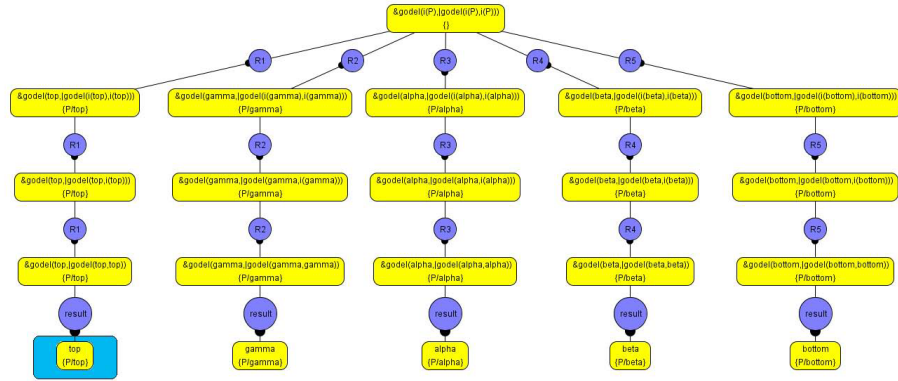 &godel(i(P),|godel(i(P),i(P)))
{}
R1
R2
R3
R4
R5
&godel(top,|godel(i(top),i(top)))
{P/top}
&godel(gamma,|godel(i(gamma),i(gamma)))
{P/gamma}
&godel(alpha,|godel(i(alpha),i(alpha)))
{P/alpha}
&godel(beta,|godel(i(beta),i(beta)))
{P/beta}
&godel(bottom,|godel(i(bottom),i(bottom)))
{P/bottom}
R1
R2
R3
R4
R5
&godel(top,|godel(top,i(top)))
{P/top}
&godel(gamma,|godel(gamma,i(gamma)))
{P/gamma}
&godel(alpha,|godel(alpha,i(alpha)))
{P/alpha}
&godel(beta,|godel(beta,i(beta)))
{P/beta}
&godel(bottom,|godel(bottom,i(bottom)))
{P/bottom}
R1
R2
R3
R4
R5
&godel(top,|godel(top,top))
{P/top}
&godel(gamma,|godel(gamma,gamma))
{P/gamma}
&godel(alpha,|godel(alpha,alpha))
{P/alpha}
&godel(beta,|godel(beta,beta))
{P/beta}
&godel(bottom,|godel(bottom,bottom))
{P/bottom}
result
result
result
result
result
top
{P/top}
gamma
{P/gamma}
alpha
{P/alpha}
beta
{P/beta}
bottom
{P/bottom}